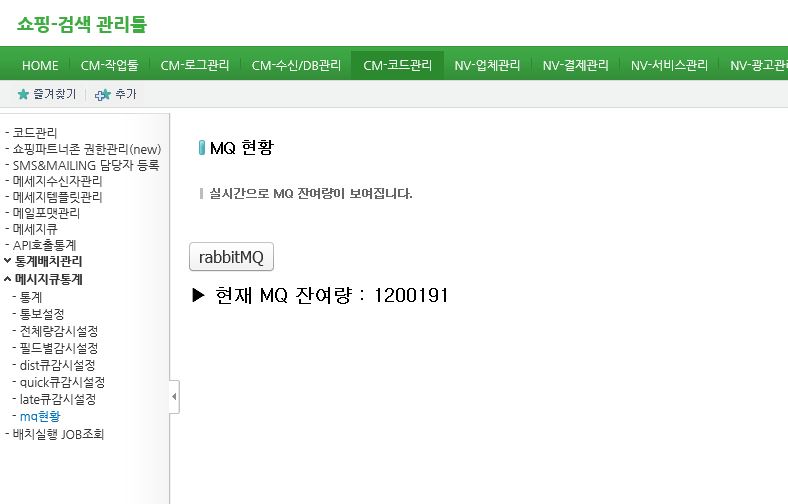 쇼핑-검색 관리틀
HOME CM-작업툴 CM-로그관리 CM-수신/DB관리 CM-코드관리 NV-업체관리 NV-결제관리 NV-서비스관리 NV-광고관
즐겨찾기 추가
- 코드관리
- 쇼핑파트너존 권한관리(new)
- SMS&MAILING 담당자 등록
- 메세지수신자관리
- 메세지템플릿관리
- 메일포맷관리
- 메세지큐
- API호출통계
통계배치관리
메시지큐통계
- 통계
- 통보설정
- 전체량감시설정
- 필드별감시설정
- dist큐감시설정
- quick큐감시설정
- late큐감시설정
- mq현황
- 배치실행 JOB조회
MQ 현황
실시간으로 MQ 잔여량이 보여집니다.
rabbitMQ
▶ 현재 MQ 잔여량 : 1200191